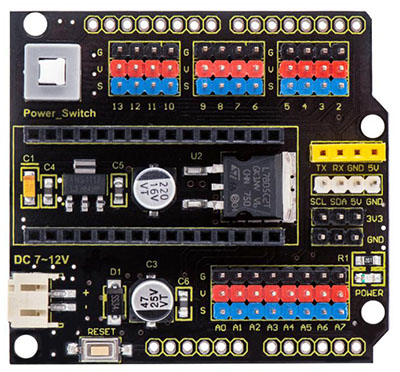 G
V
S
G
V
S
G
V
S
13 12 11 10
9 8 7 6
5 4 3 2
Power_Switch
TX RX GND 5V
C1
C4
C5
U2
220
16V
VT
SCL SDA 5V GND
3V3
GND
DC 7~12V
D1
C3
47
25V
VT
C6
R1
POWER
G
V
S
A0 A1 A2 A3 A4 A5 A6 A7
RESET